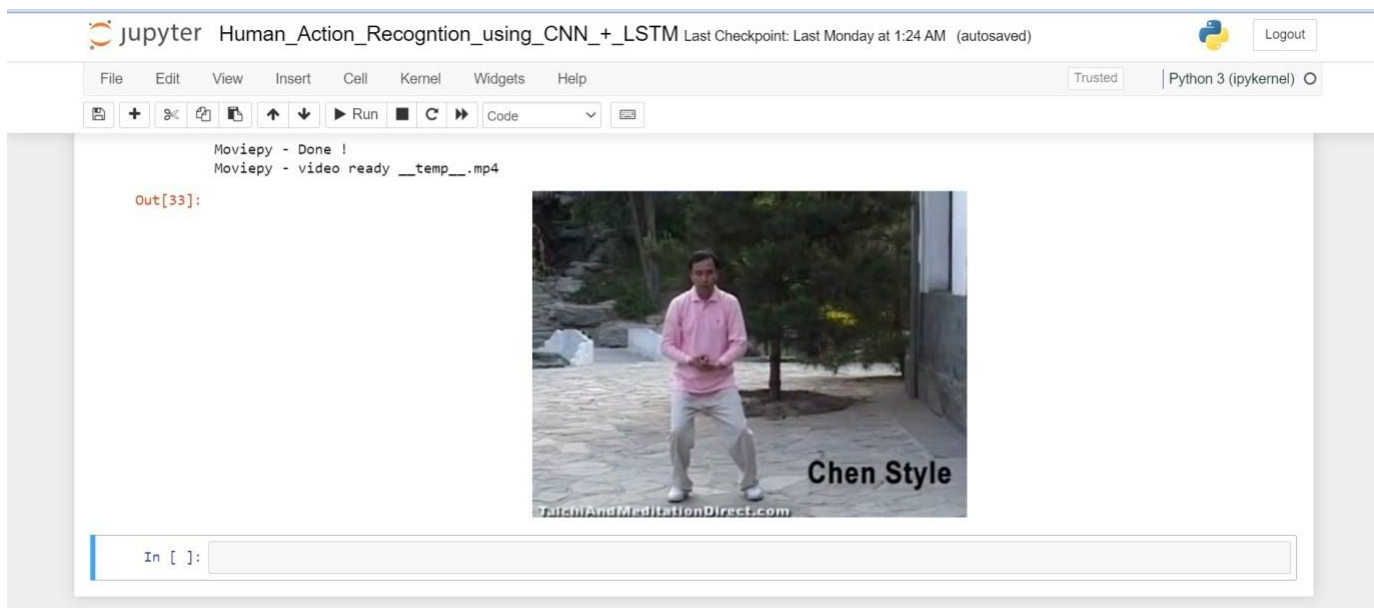 jupyter Human_Action_Recogntion_using_CNN_+_LSTM Last Checkpoint: Last Monday at 1:24 AM (autosaved)
Logout
File Edit View Insert Cell Kernel Widgets Help
Trusted Python 3 (ipykernel)
Run Code
Moviepy - Done !
Moviepy - video ready __temp__.mp4
Out[33]:
Chen Style
TaichiAndMeditationDirect.com
In [ ]: